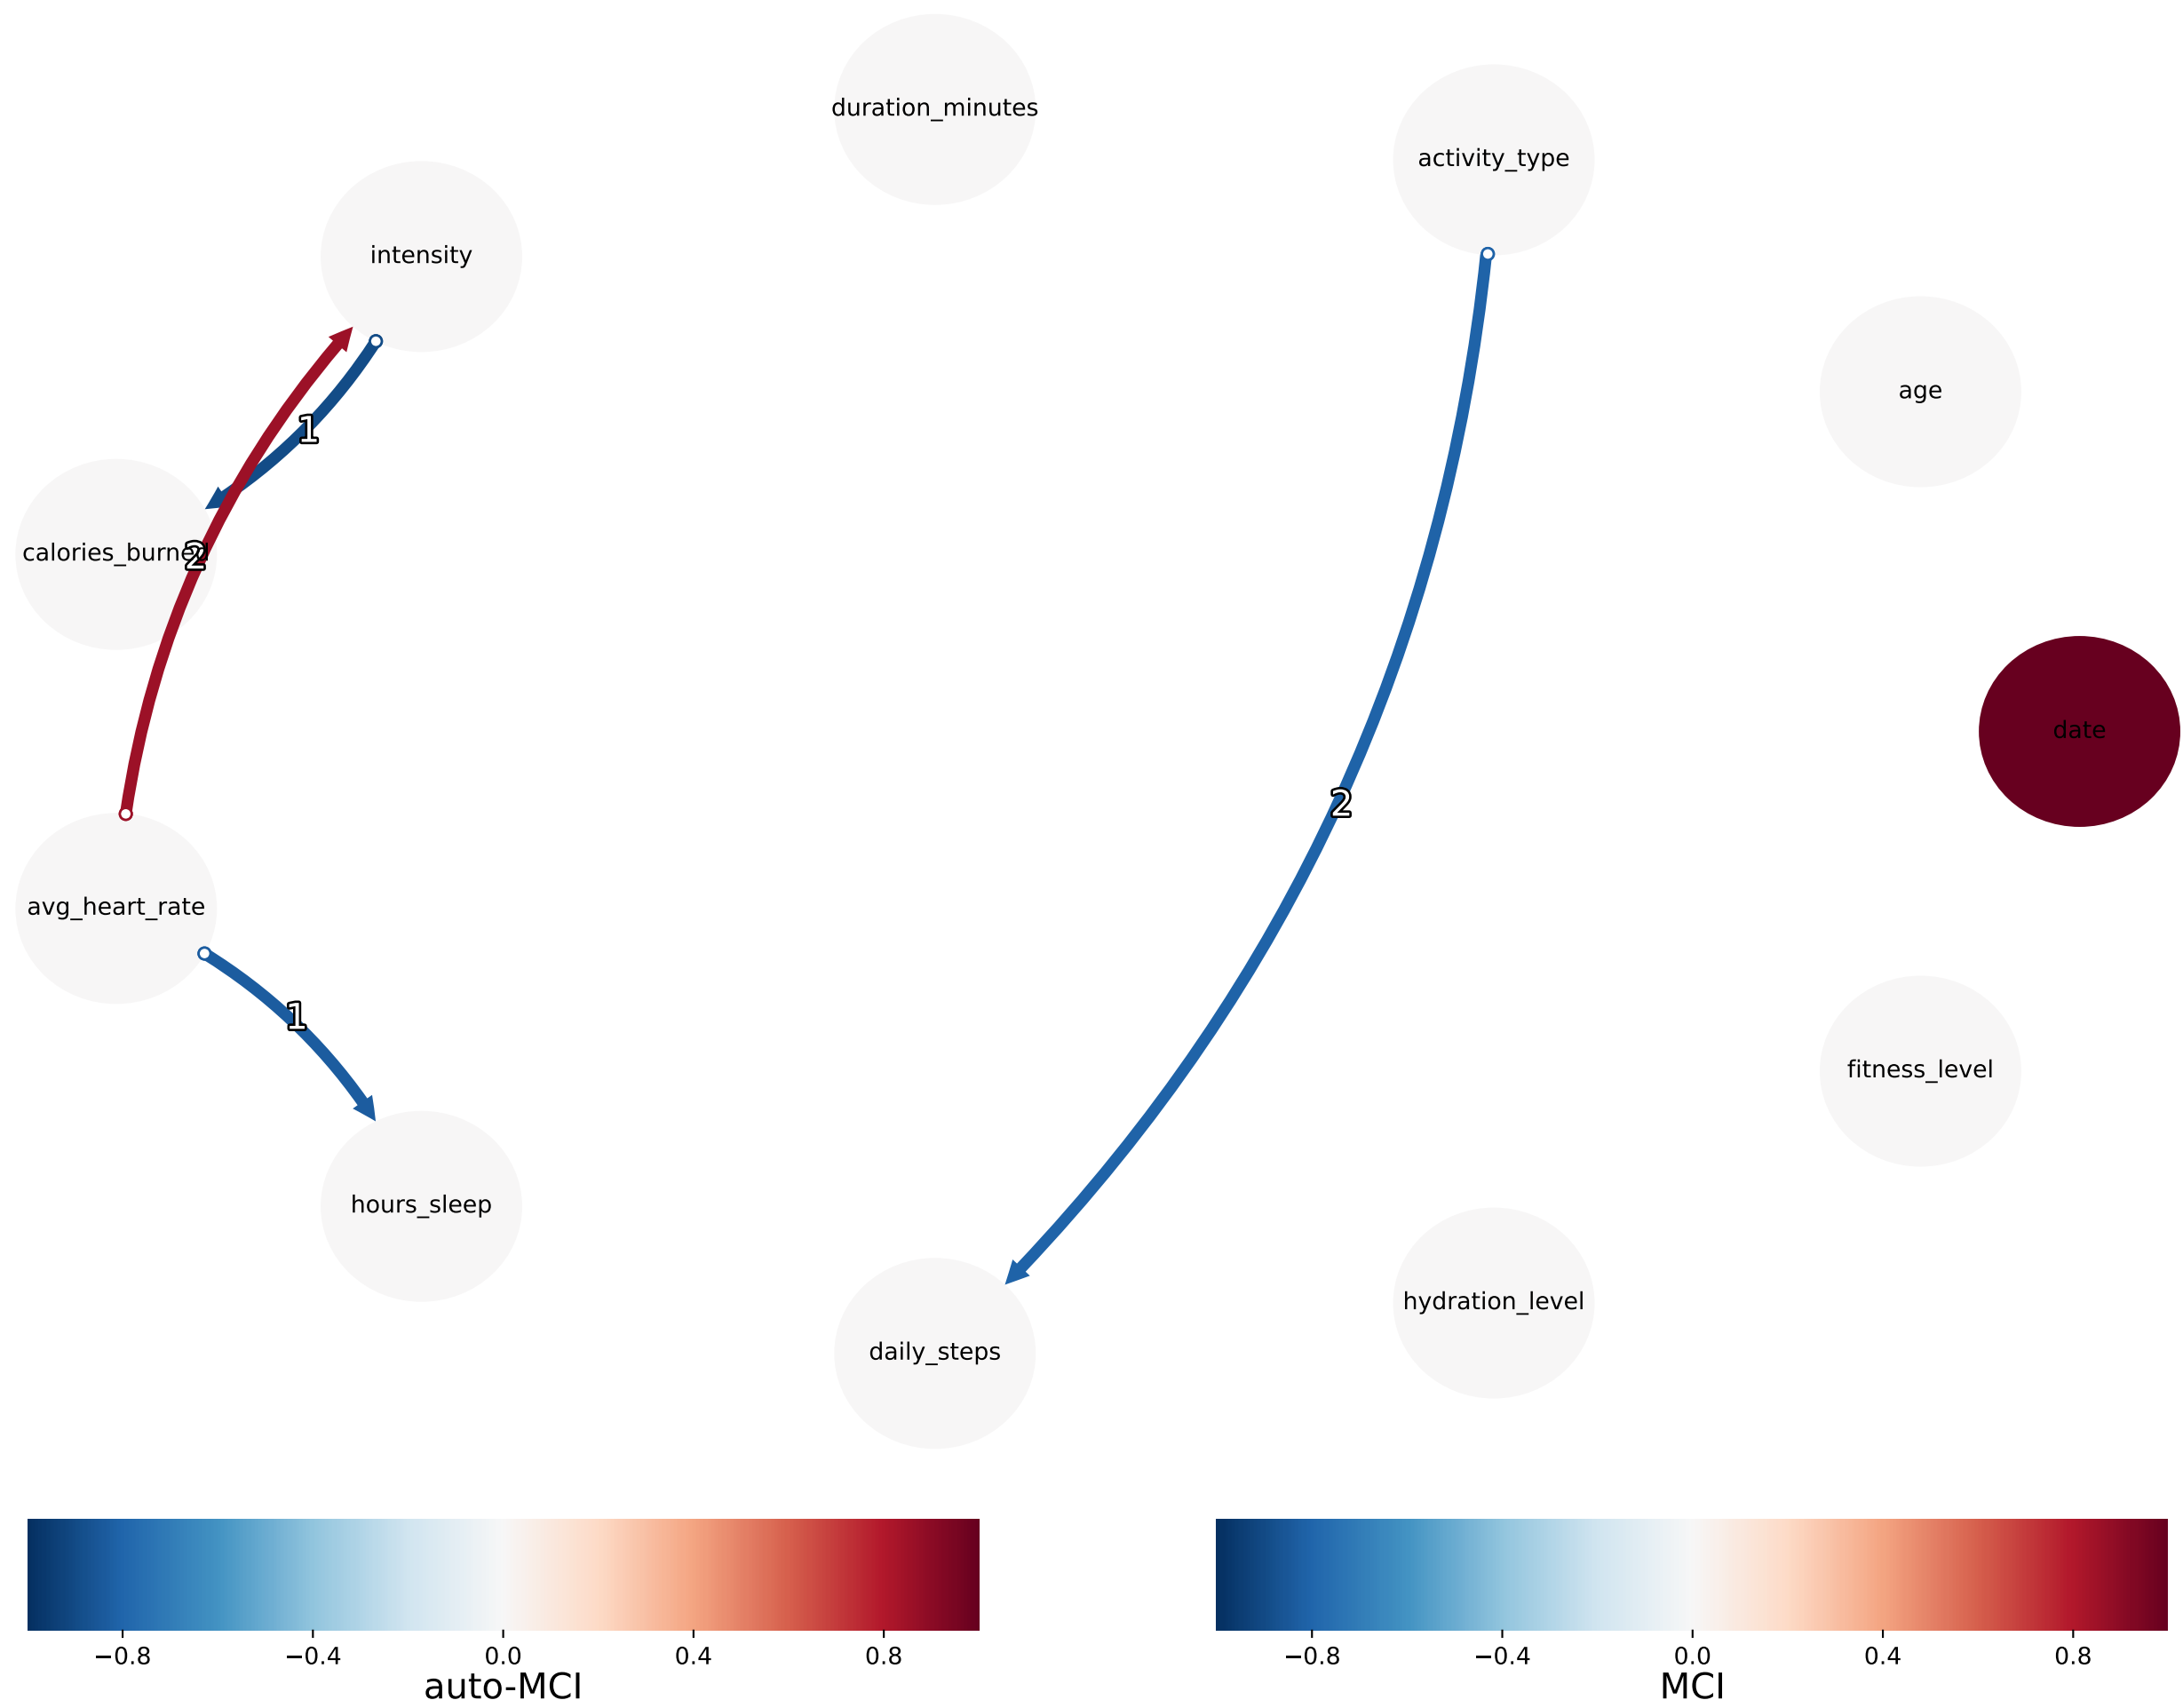 duration_minutes
activity_type
intensity
age
1
calories_burned
2
date
2
avg_heart_rate
1
fitness_level
hours_sleep
hydration_level
daily_steps
−0.8 −0.4 0.0 0.4 0.8
auto-MCI
−0.8 −0.4 0.0 0.4 0.8
MCI